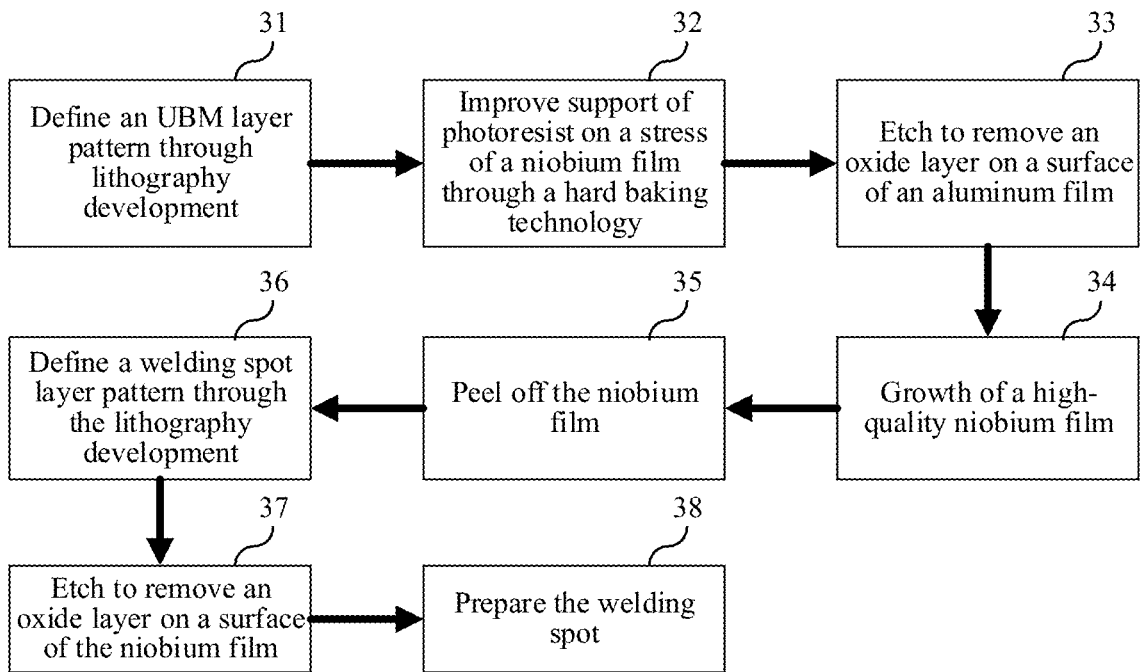 31
Define an UBM layer
pattern through
lithography
development
32
Improve support of
photoresist on a stress
of a niobium film
through a hard baking
technology
33
Etch to remove an
oxide layer on a surface
of an aluminum film
34
Growth of a high-
quality niobium film
35
Peel off the niobium
film
36
Define a welding spot
layer pattern through
the lithography
development
37
Etch to remove an
oxide layer on a surface
of the niobium film
38
Prepare the welding
spot